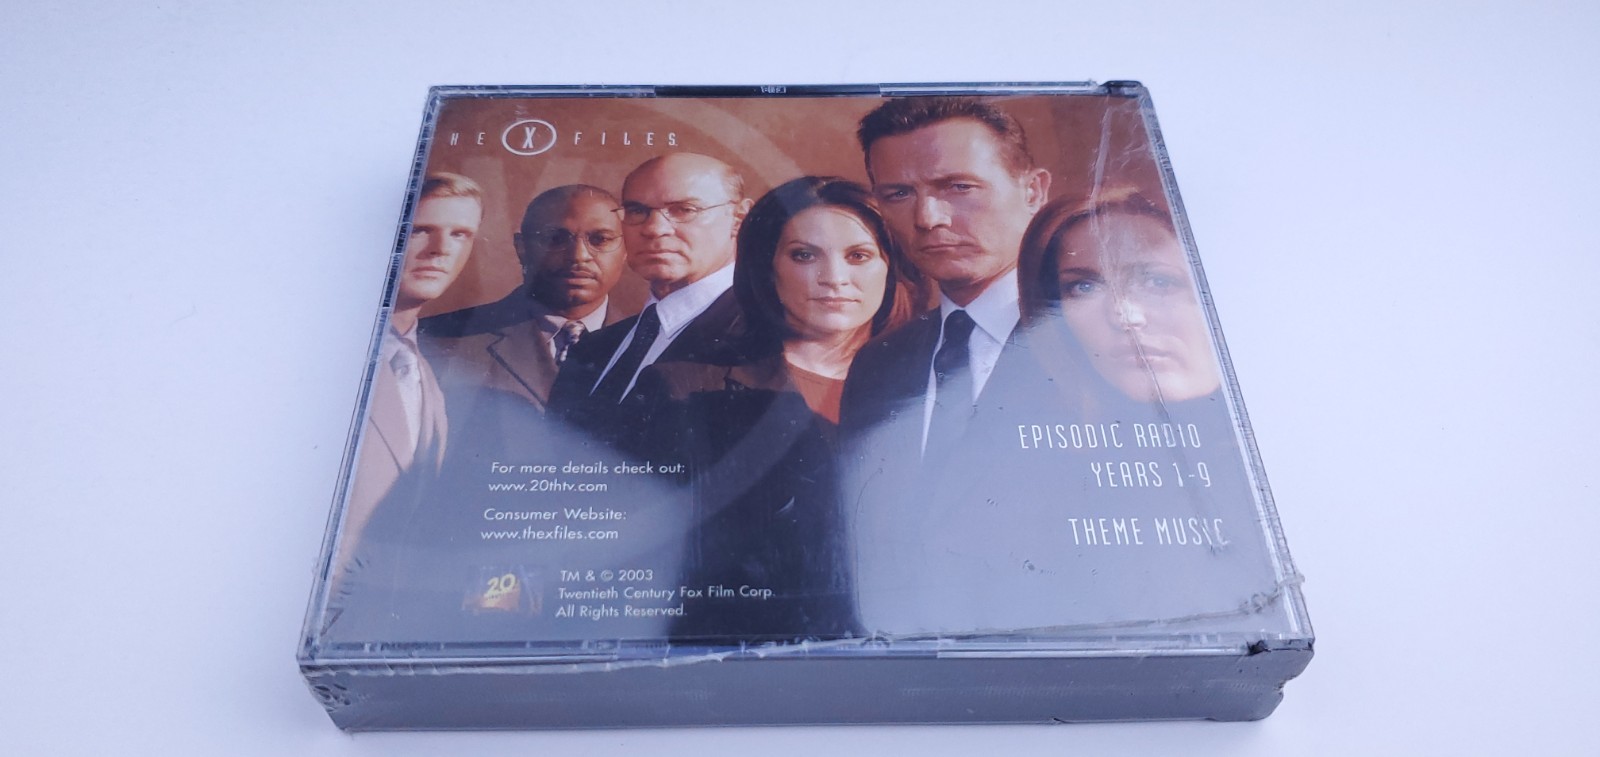 HE X FILES
EPISODIC RADIO
YEARS 1-9
THEME MUSIC
For more details check out:
www.20thtv.com
Consumer Website:
www.thexfiles.com
20
TM & © 2003
Twentieth Century Fox Film Corp.
All Rights Reserved.